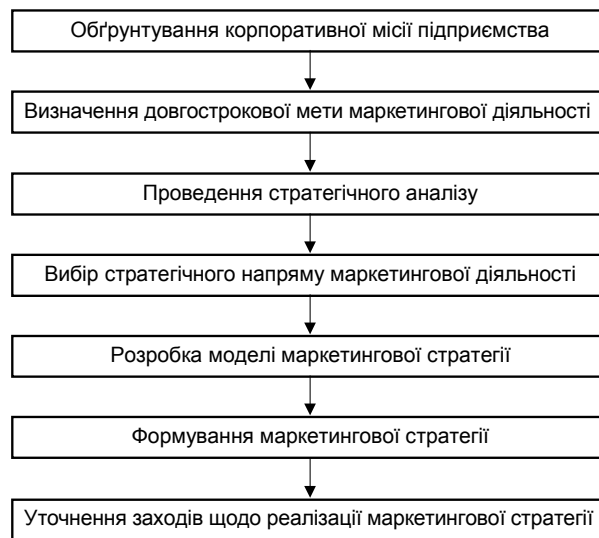 Обґрунтування корпоративної місії підприємства
Визначення довгострокової мети маркетингової діяльності
Проведення стратегічного аналізу
Вибір стратегічного напряму маркетингової діяльності
Розробка моделі маркетингової стратегії
Формування маркетингової стратегії
Уточнення заходів щодо реалізації маркетингової стратегії